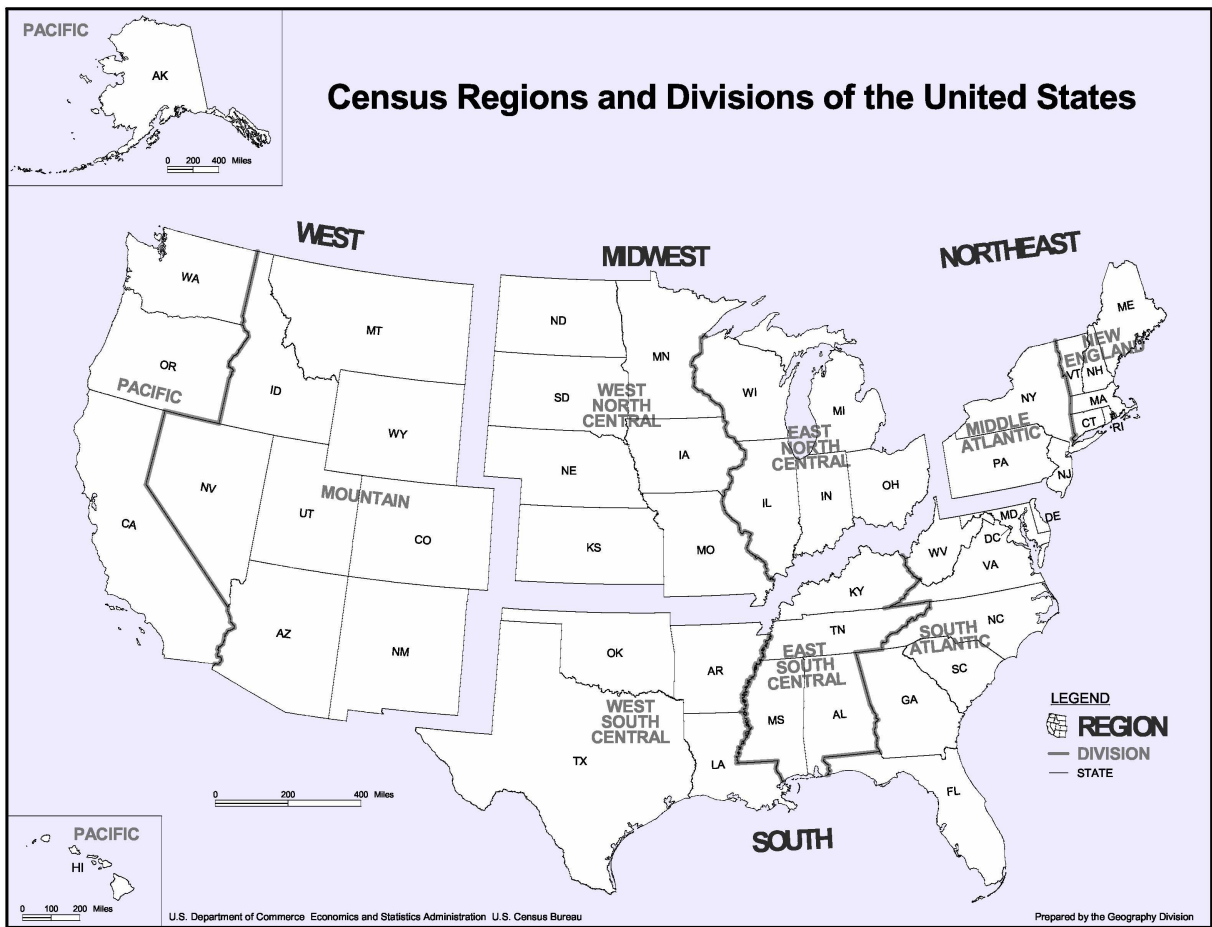 PACIFIC
AK
0 200 400 Miles
Census Regions and Divisions of the United States
WEST
MIDWEST
NORTHEAST
WA
MT
ND
MN
ME
OR
ID
SD
WI
MI
NY
VT
NH
NEW
ENGLAND
MA
CT
RI
PACIFIC
WY
WEST
NORTH
CENTRAL
EAST
NORTH
CENTRAL
MIDDLE
ATLANTIC
PA
NJ
NE
IA
IL
IN
OH
NV
UT
MOUNTAIN
CO
CA
KS
MO
WV
MD
DE
DC
VA
KY
AZ
NM
OK
AR
TN
NC
EAST
SOUTH
CENTRAL
SOUTH
ATLANTIC
SC
WEST
SOUTH
CENTRAL
TX
LA
MS
AL
GA
FL
SOUTH
LEGEND
REGION
DIVISION
STATE
0 200 400 Miles
PACIFIC
HI
0 100 200 Miles
U.S. Department of Commerce Economics and Statistics Administration U.S. Census Bureau
Prepared by the Geography Division